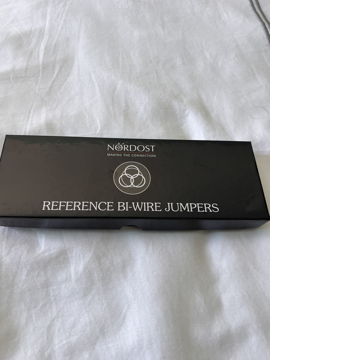 NORDOST
MAKING THE CONNECTION
REFERENCE BI-WIRE JUMPERS